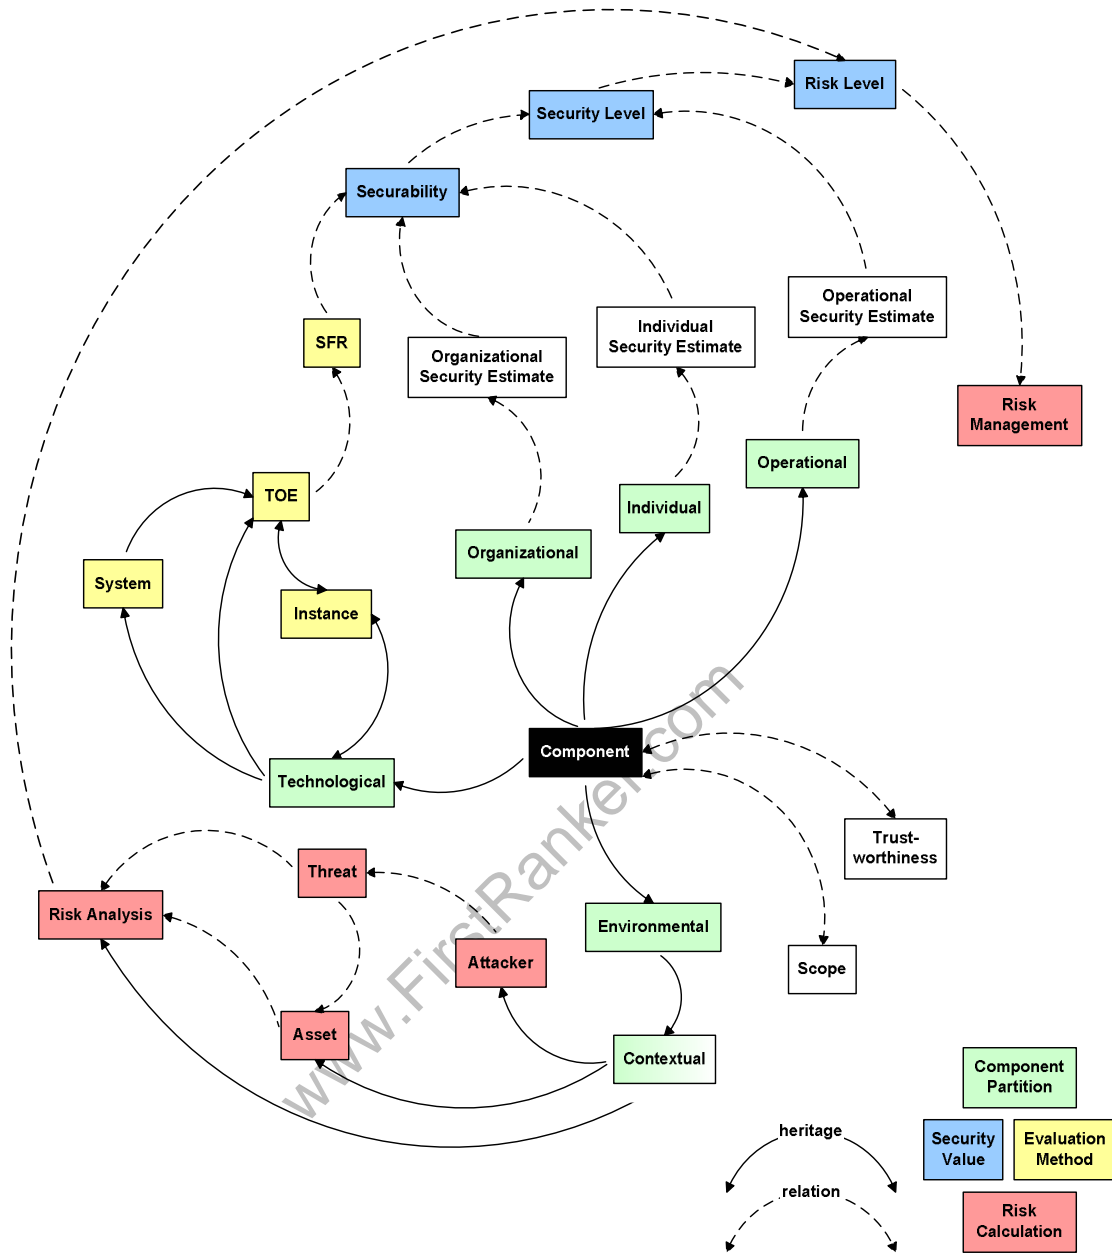 Risk Level
Security Level
Securability
Operational
Security Estimate
Individual
Security Estimate
SFR
Organizational
Security Estimate
Risk
Management
Operational
TOE
Individual
Organizational
System
Instance
Component
Technological
Trust-
worthiness
Threat
Risk Analysis
Environmental
Attacker
Scope
Asset
Contextual
www.FirstRanker.com
Component
Partition
heritage
Security
Value
Evaluation
Method
relation
Risk
Calculation